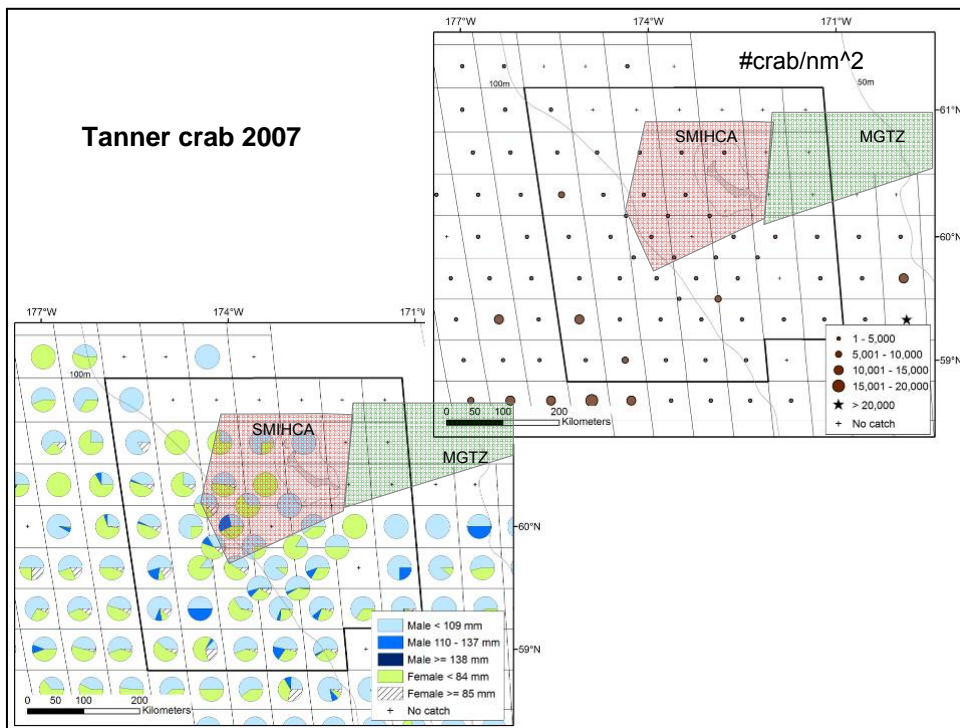 Tanner crab 2007
177°W
174°W
171°W
#crab/nm^2
100m
50m
61°N
SMIHCA
MGTZ
60°N
59°N
1 - 5,000
5,001 - 10,000
10,001 - 15,000
15,001 - 20,000
> 20,000
No catch
0 50 100 200
Kilometers
177°W
174°W
171°W
100m
SMIHCA
MGTZ
60°N
59°N
Male < 109 mm
Male 110 - 137 mm
Male >= 138 mm
Female < 84 mm
Female >= 85 mm
No catch
0 50 100 200
Kilometers